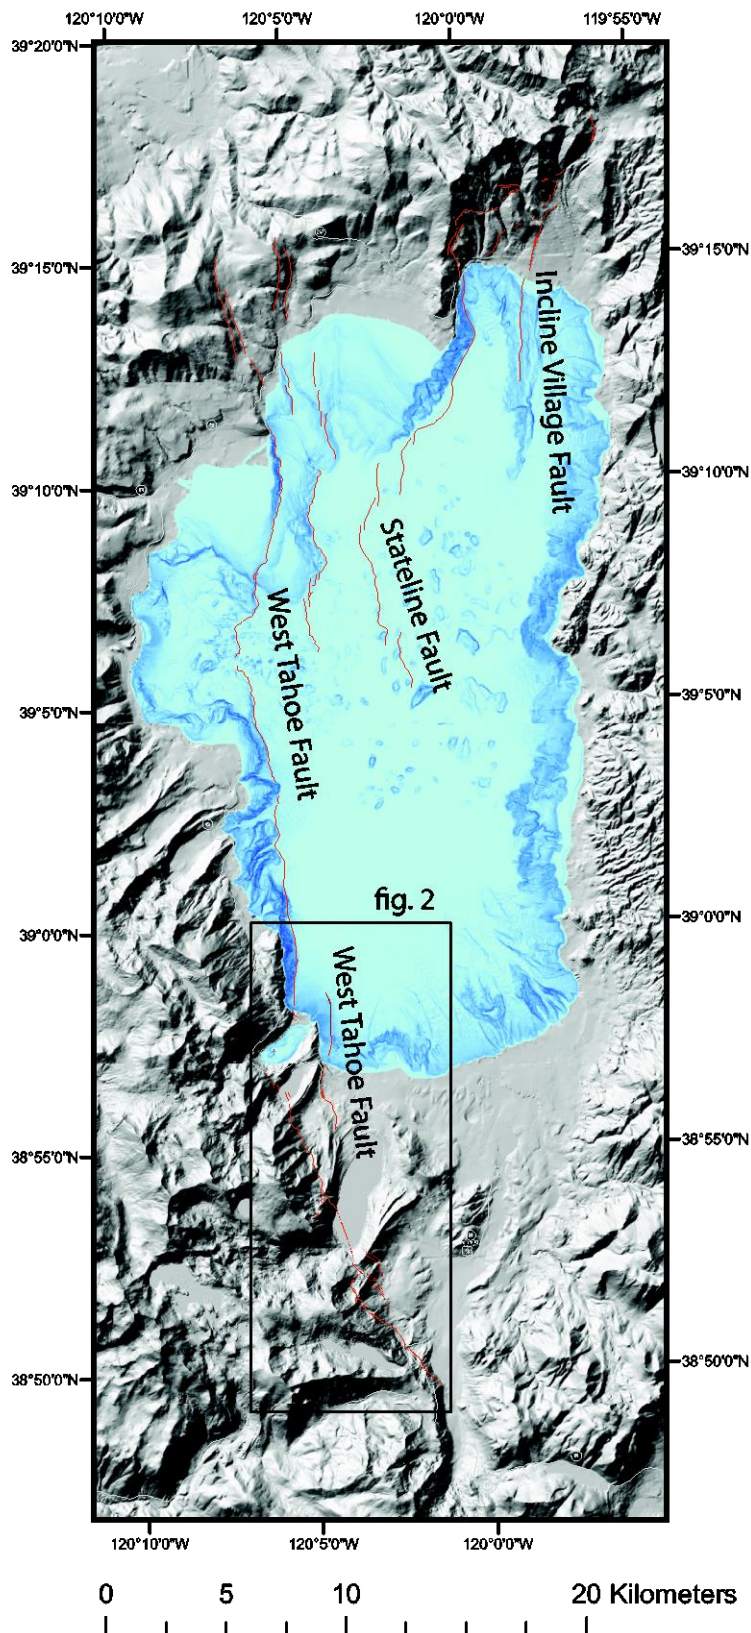 120°10'0"W 120°5'0"W 120°0'0"W 119°55'0"W
39°20'0"N
39°15'0"N
39°15'0"N
Incline Village Fault
39°10'0"N
39°10'0"N
Stateline Fault
West Tahoe Fault
39°5'0"N
39°5'0"N
fig. 2
39°0'0"N
39°0'0"N
West Tahoe Fault
38°55'0"N
38°55'0"N
38°50'0"N
38°50'0"N
120°10'0"W 120°5'0"W 120°0'0"W
0 5 10 20 Kilometers